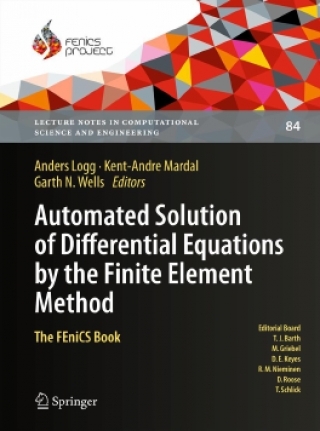 FENICS
PROJECT
LECTURE NOTES IN COMPUTATIONAL
SCIENCE AND ENGINEERING
84
Anders Logg · Kent-Andre Mardal
Garth N. Wells Editors
Automated Solution
of Differential Equations
by the Finite Element
Method
The FEniCS Book
Editorial Board
T. J. Barth
M. Griebel
D. E. Keyes
R. M. Nieminen
D. Roose
T. Schlick
Springer